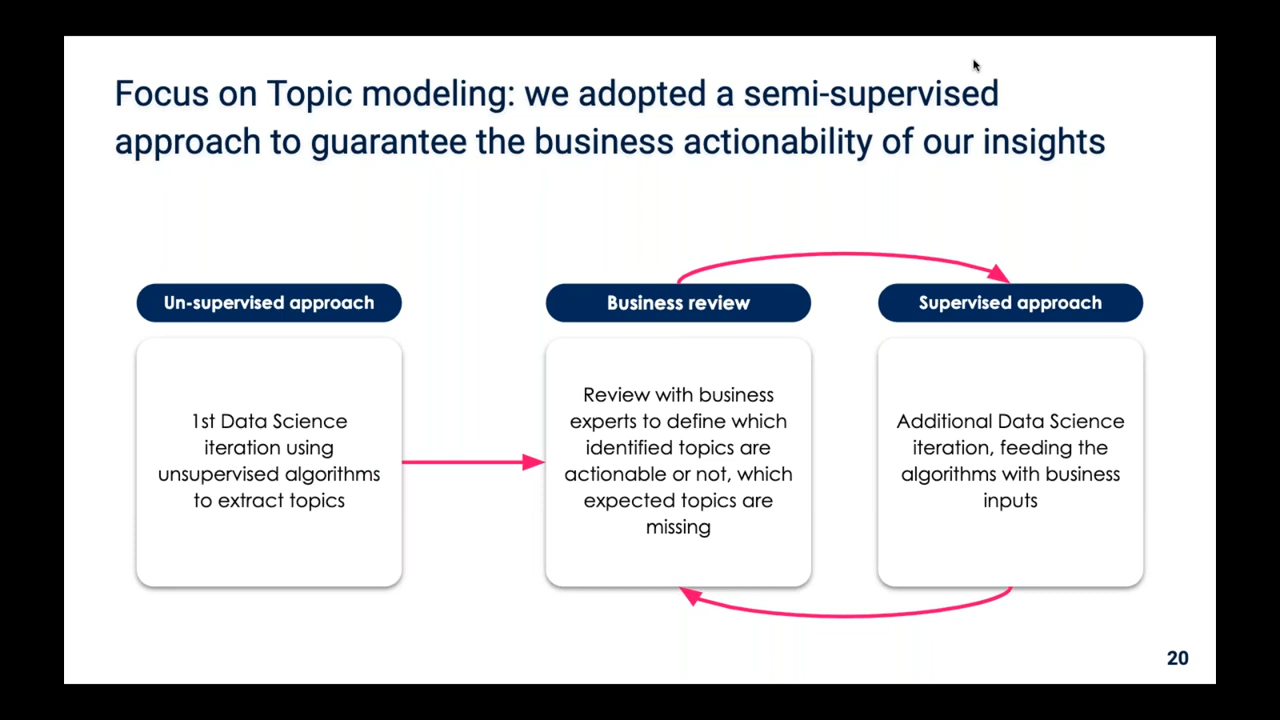 Focus on Topic modeling: we adopted a semi-supervised
approach to guarantee the business actionability of our insights
Un-supervised approach
1st Data Science
iteration using
unsupervised algorithms
to extract topics
Business review
Review with business
experts to define which
identified topics are
actionable or not, which
expected topics are
missing
Supervised approach
Additional Data Science
iteration, feeding the
algorithms with business
inputs
20